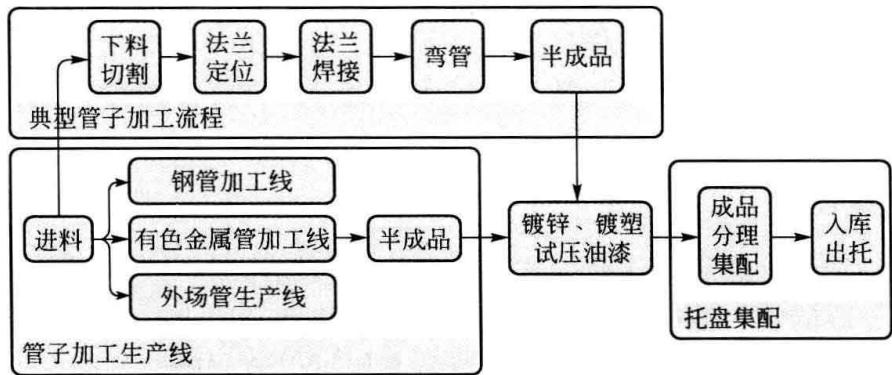 下料
切割
法兰
定位
法兰
焊接
弯管
半成品
典型管子加工流程
钢管加工线
进料
有色金属管加工线
半成品
外场管生产线
管子加工生产线
镀锌、镀塑
试压油漆
成品
分理
集配
入库
出托
托盘集配